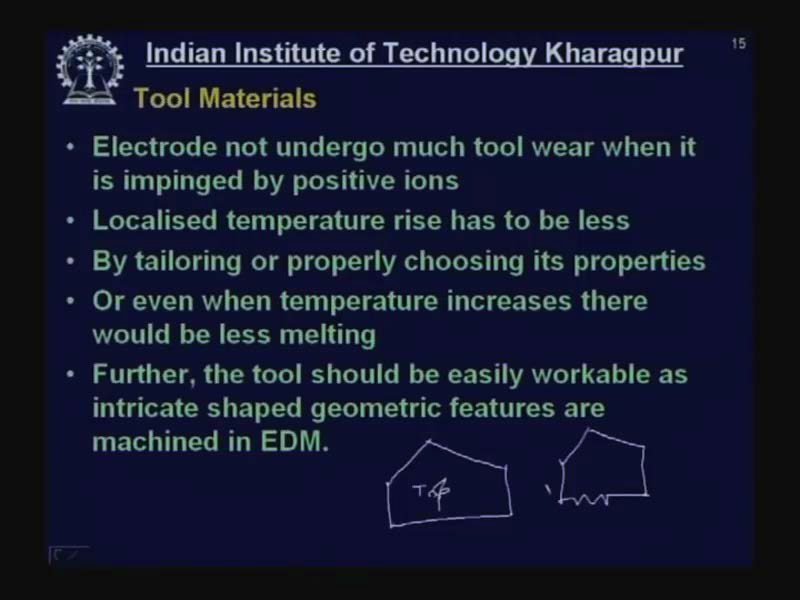 15
Indian Institute of Technology Kharagpur
Tool Materials
• Electrode not undergo much tool wear when it
is impinged by positive ions
• Localised temperature rise has to be less
• By tailoring or properly choosing its properties
• Or even when temperature increases there
would be less melting
• Further, the tool should be easily workable as
intricate shaped geometric features are
machined in EDM.